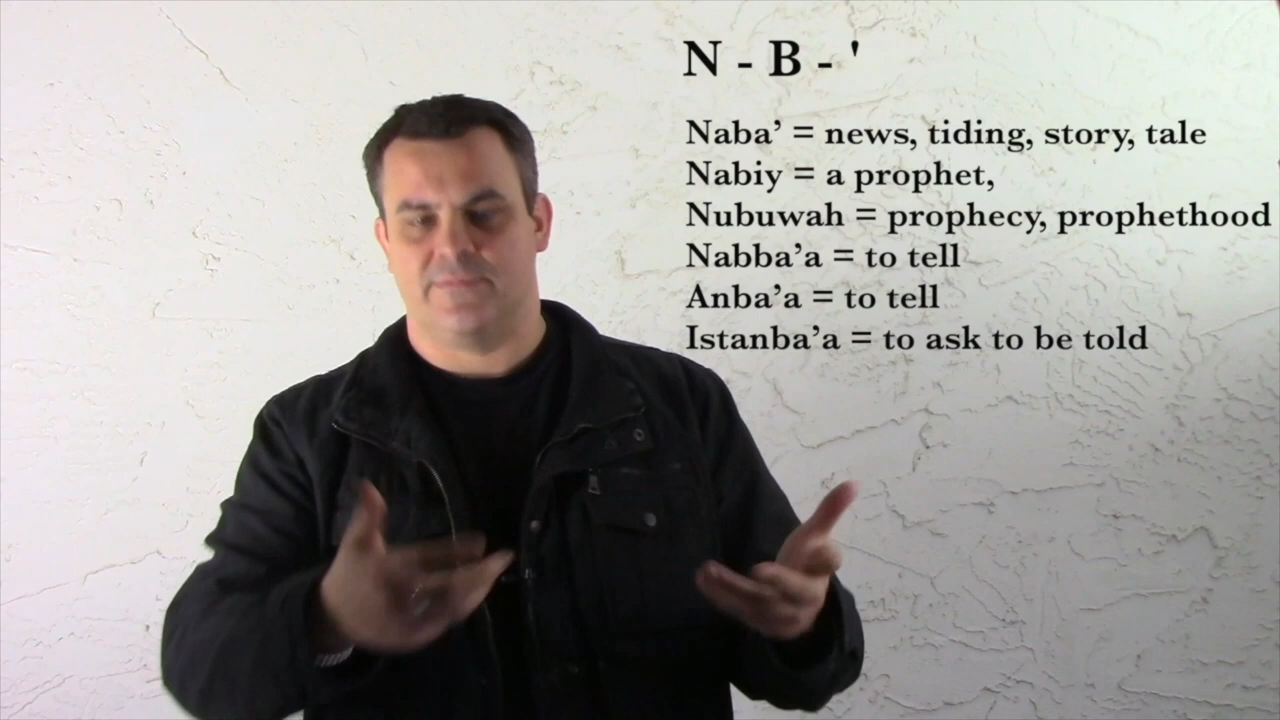 N - B - '
Naba’ = news, tiding, story, tale
Nabiy = a prophet,
Nubuwah = prophecy, prophethood
Nabba’a = to tell
Anba’a = to tell
Istanba’a = to ask to be told